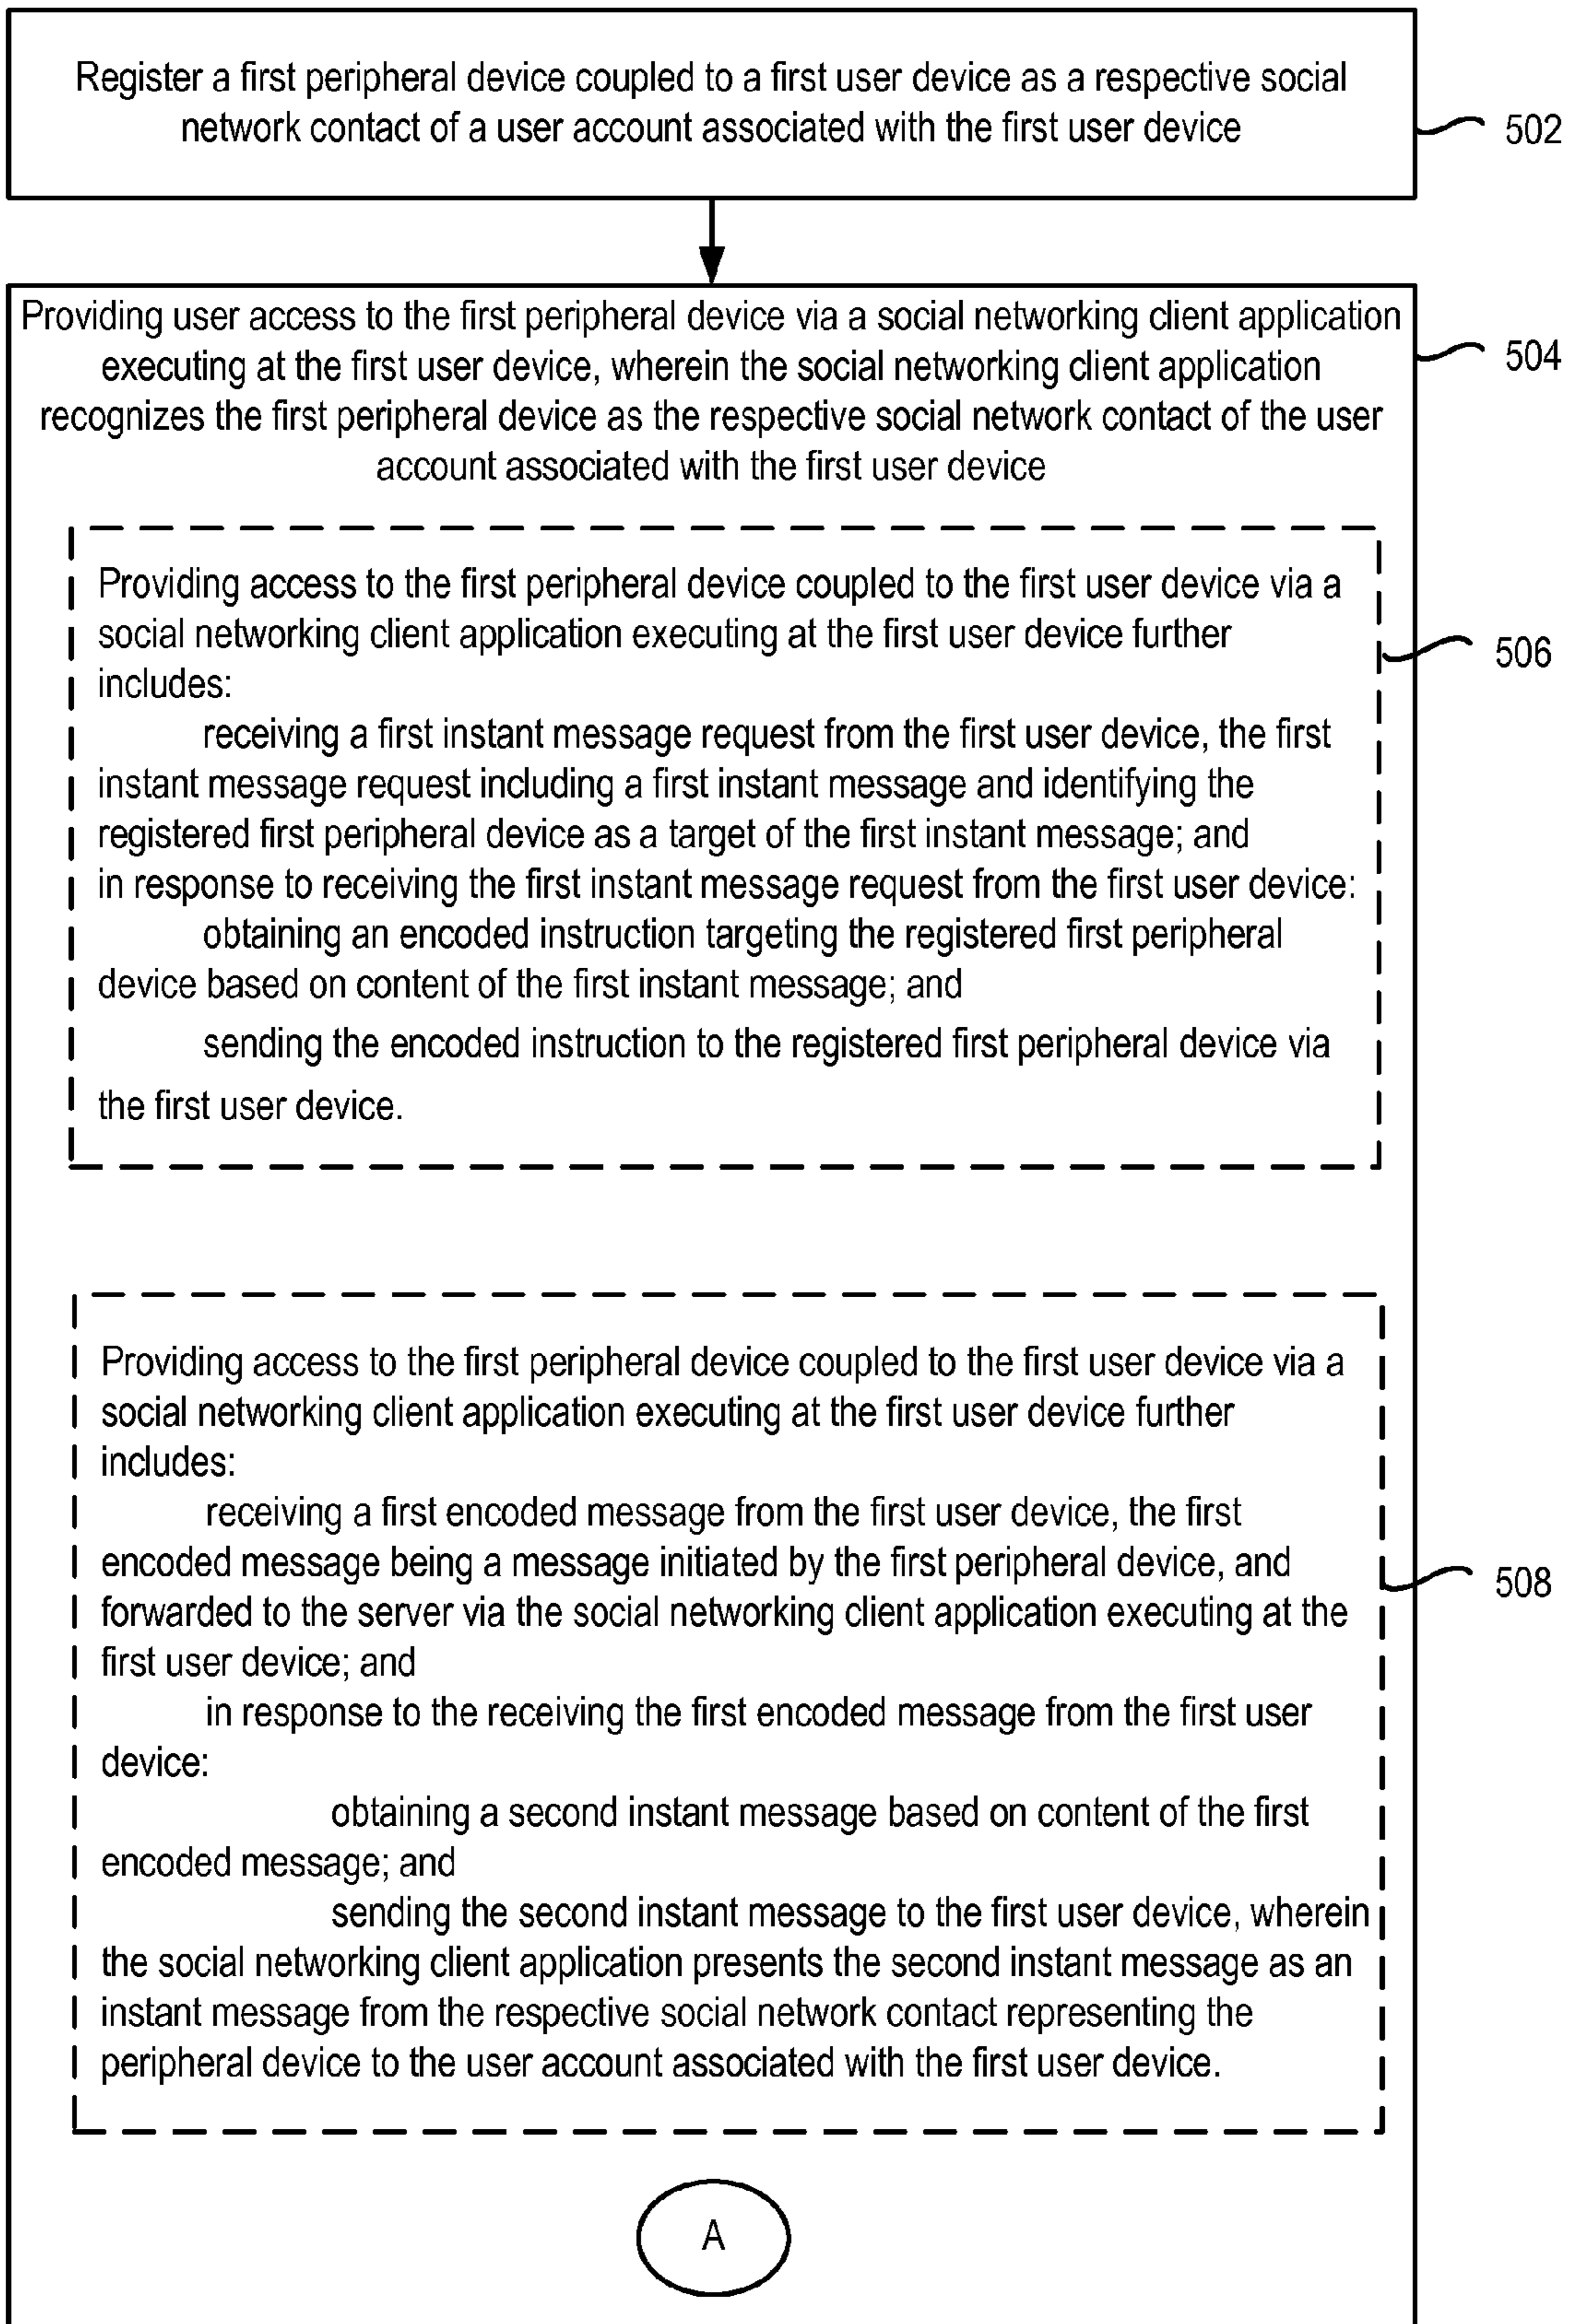 Register a first peripheral device coupled to a first user device as a respective social
network contact of a user account associated with the first user device
502
Providing user access to the first peripheral device via a social networking client application
executing at the first user device, wherein the social networking client application
recognizes the first peripheral device as the respective social network contact of the user
account associated with the first user device
504
Providing access to the first peripheral device coupled to the first user device via a
social networking client application executing at the first user device further
includes:
receiving a first instant message request from the first user device, the first
instant message request including a first instant message and identifying the
registered first peripheral device as a target of the first instant message; and
in response to receiving the first instant message request from the first user device:
obtaining an encoded instruction targeting the registered first peripheral
device based on content of the first instant message; and
sending the encoded instruction to the registered first peripheral device via
the first user device.
506
Providing access to the first peripheral device coupled to the first user device via a
social networking client application executing at the first user device further
includes:
receiving a first encoded message from the first user device, the first
encoded message being a message initiated by the first peripheral device, and
forwarded to the server via the social networking client application executing at the
first user device; and
in response to the receiving the first encoded message from the first user
device:
obtaining a second instant message based on content of the first
encoded message; and
sending the second instant message to the first user device, wherein
the social networking client application presents the second instant message as an
instant message from the respective social network contact representing the
peripheral device to the user account associated with the first user device.
508
A